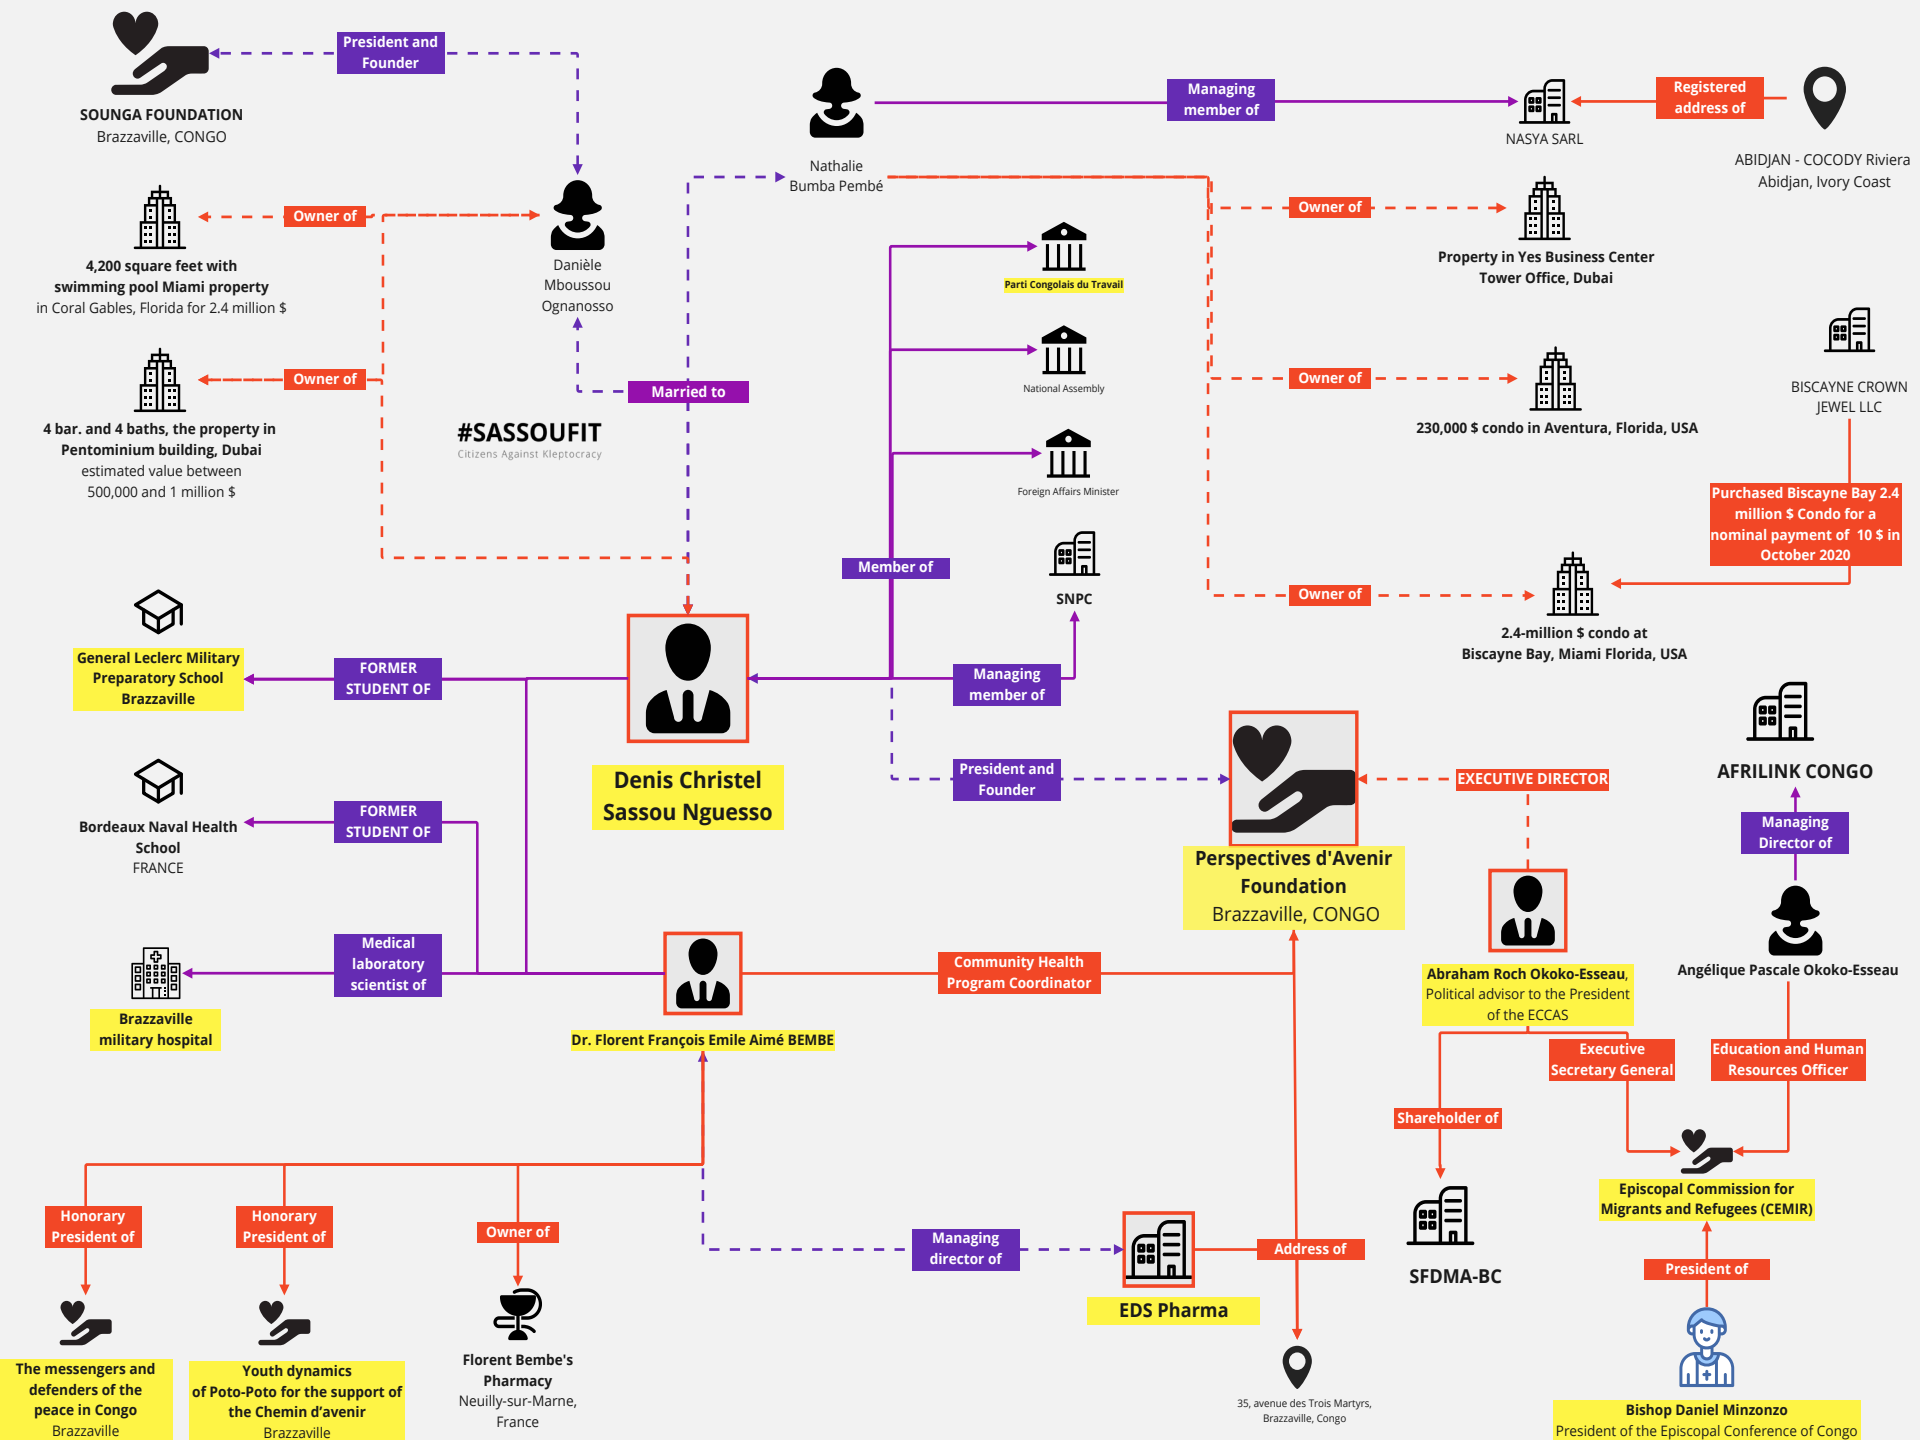 President and
Founder
SOUNGA FOUNDATION
Brazzaville, CONGO
Managing
member of
Registered
address of
NASYA SARL
ABIDJAN - COCODY Riviera
Abidjan, Ivory Coast
Nathalie
Bumba Pembé
Owner of
4,200 square feet with
swimming pool Miami property
in Coral Gables, Florida for 2.4 million $
Danièle
Mboussou
Ognanosso
Owner of
Property in Yes Business Center
Tower Office, Dubai
Parti Congolais du Travail
National Assembly
Owner of
4 bar. and 4 baths, the property in
Pentominium building, Dubai
estimated value between
500,000 and 1 million $
Married to
#SASSOUFIT
Citizens Against Kleptocracy
Owner of
230,000 $ condo in Aventura, Florida, USA
BISCAYNE CROWN
JEWEL LLC
Foreign Affairs Minister
Purchased Biscayne Bay 2.4
million $ Condo for a
nominal payment of 10 $ in
October 2020
Member of
SNPC
Owner of
2.4-million $ condo at
Biscayne Bay, Miami Florida, USA
General Leclerc Military
Preparatory School
Brazzaville
FORMER
STUDENT OF
Managing
member of
Denis Christel
Sassou Nguesso
President and
Founder
EXECUTIVE DIRECTOR
AFRILINK CONGO
Bordeaux Naval Health
School
FRANCE
FORMER
STUDENT OF
Managing
Director of
Perspectives d'Avenir
Foundation
Brazzaville, CONGO
Medical
laboratory
scientist of
Brazzaville
military hospital
Community Health
Program Coordinator
Dr. Florent François Emile Aimé BEMBE
Abraham Roch Okoko-Esseau,
Political advisor to the President
of the ECCAS
Angélique Pascale Okoko-Esseau
Executive
Secretary General
Education and Human
Resources Officer
Shareholder of
Episcopal Commission for
Migrants and Refugees (CEMIR)
Honorary
President of
Honorary
President of
Owner of
Managing
director of
Address of
President of
EDS Pharma
SFDMA-BC
The messengers and
defenders of the
peace in Congo
Brazzaville
Youth dynamics
of Poto-Poto for the support of
the Chemin d’avenir
Brazzaville
Florent Bembe's
Pharmacy
Neuilly-sur-Marne,
France
35, avenue des Trois Martyrs,
Brazzaville, Congo
Bishop Daniel Minzonzo
President of the Episcopal Conference of Congo